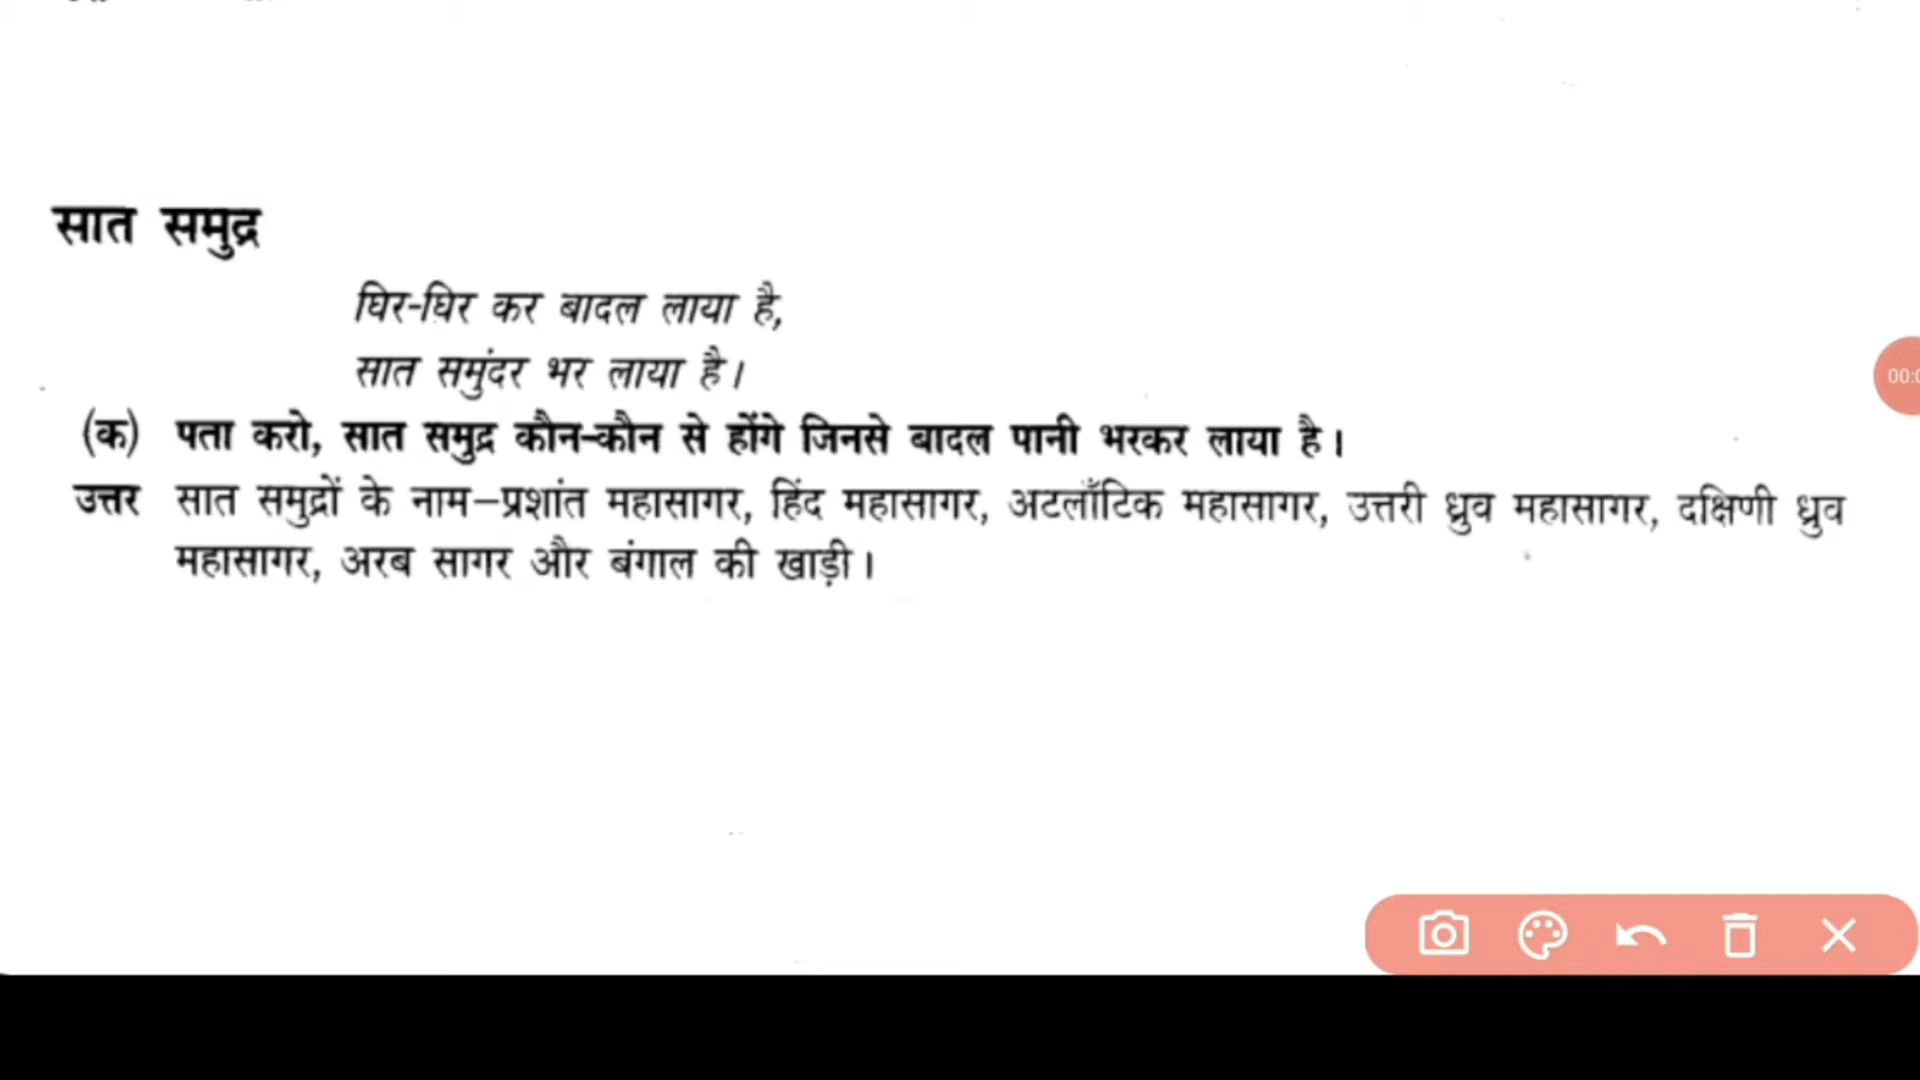 सात समुद्र
घिर-घिर कर बादल लाया है,
सात समुंदर भर लाया है।
(क) पता करो, सात समुद्र कौन-कौन से होंगे जिनसे बादल पानी भरकर लाया है।
उत्तर सात समुद्रों के नाम–प्रशांत महासागर, हिंद महासागर, अटलाँटिक महासागर, उत्तरी ध्रुव महासागर, दक्षिणी ध्रुव
महासागर, अरब सागर और बंगाल की खाड़ी।